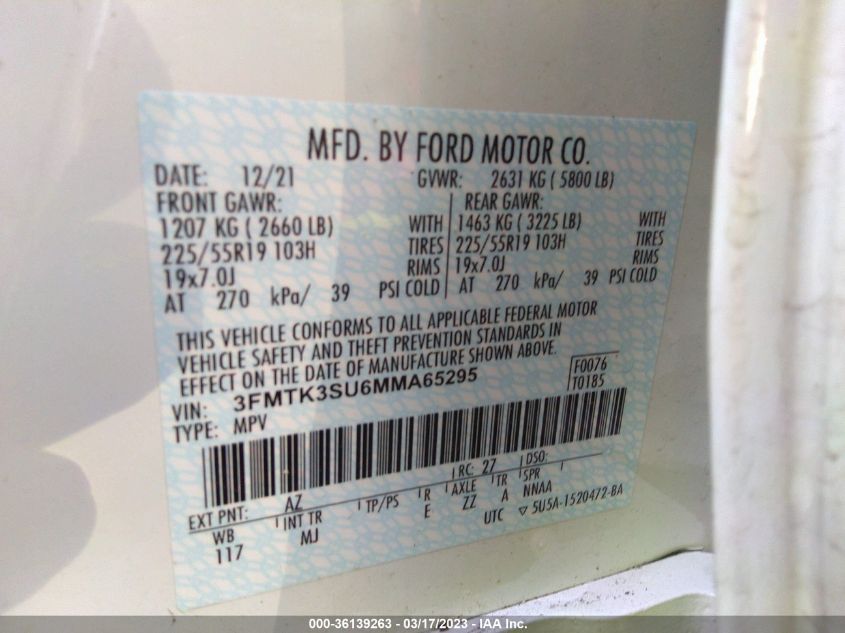 MFD. BY FORD MOTOR CO.
DATE: 12/21 GVWR: 2631 KG ( 5800 LB)
FRONT GAWR: REAR GAWR:
1207 KG ( 2660 LB) WITH 1463 KG ( 3225 LB) WITH
225/55R19 103H TIRES 225/55R19 103H TIRES
19x7.0J RIMS 19x7.0J RIMS
AT 270 kPa/ 39 PSI COLD AT 270 kPa/ 39 PSI COLD
THIS VEHICLE CONFORMS TO ALL APPLICABLE FEDERAL MOTOR
VEHICLE SAFETY AND THEFT PREVENTION STANDARDS IN
EFFECT ON THE DATE OF MANUFACTURE SHOWN ABOVE.
VIN: 3FMTK3SU6MMA65295 F0076
TYPE: MPV T0185
RC: 27 DSO:
EXT PNT: AZ
WB INT TR TP/PS R AXLE TR SPR
117 MJ E ZZ A NNAA
UTC ▽ 5U5A-1520472-BA
000-36139263 - 03/17/2023 - IAA Inc.